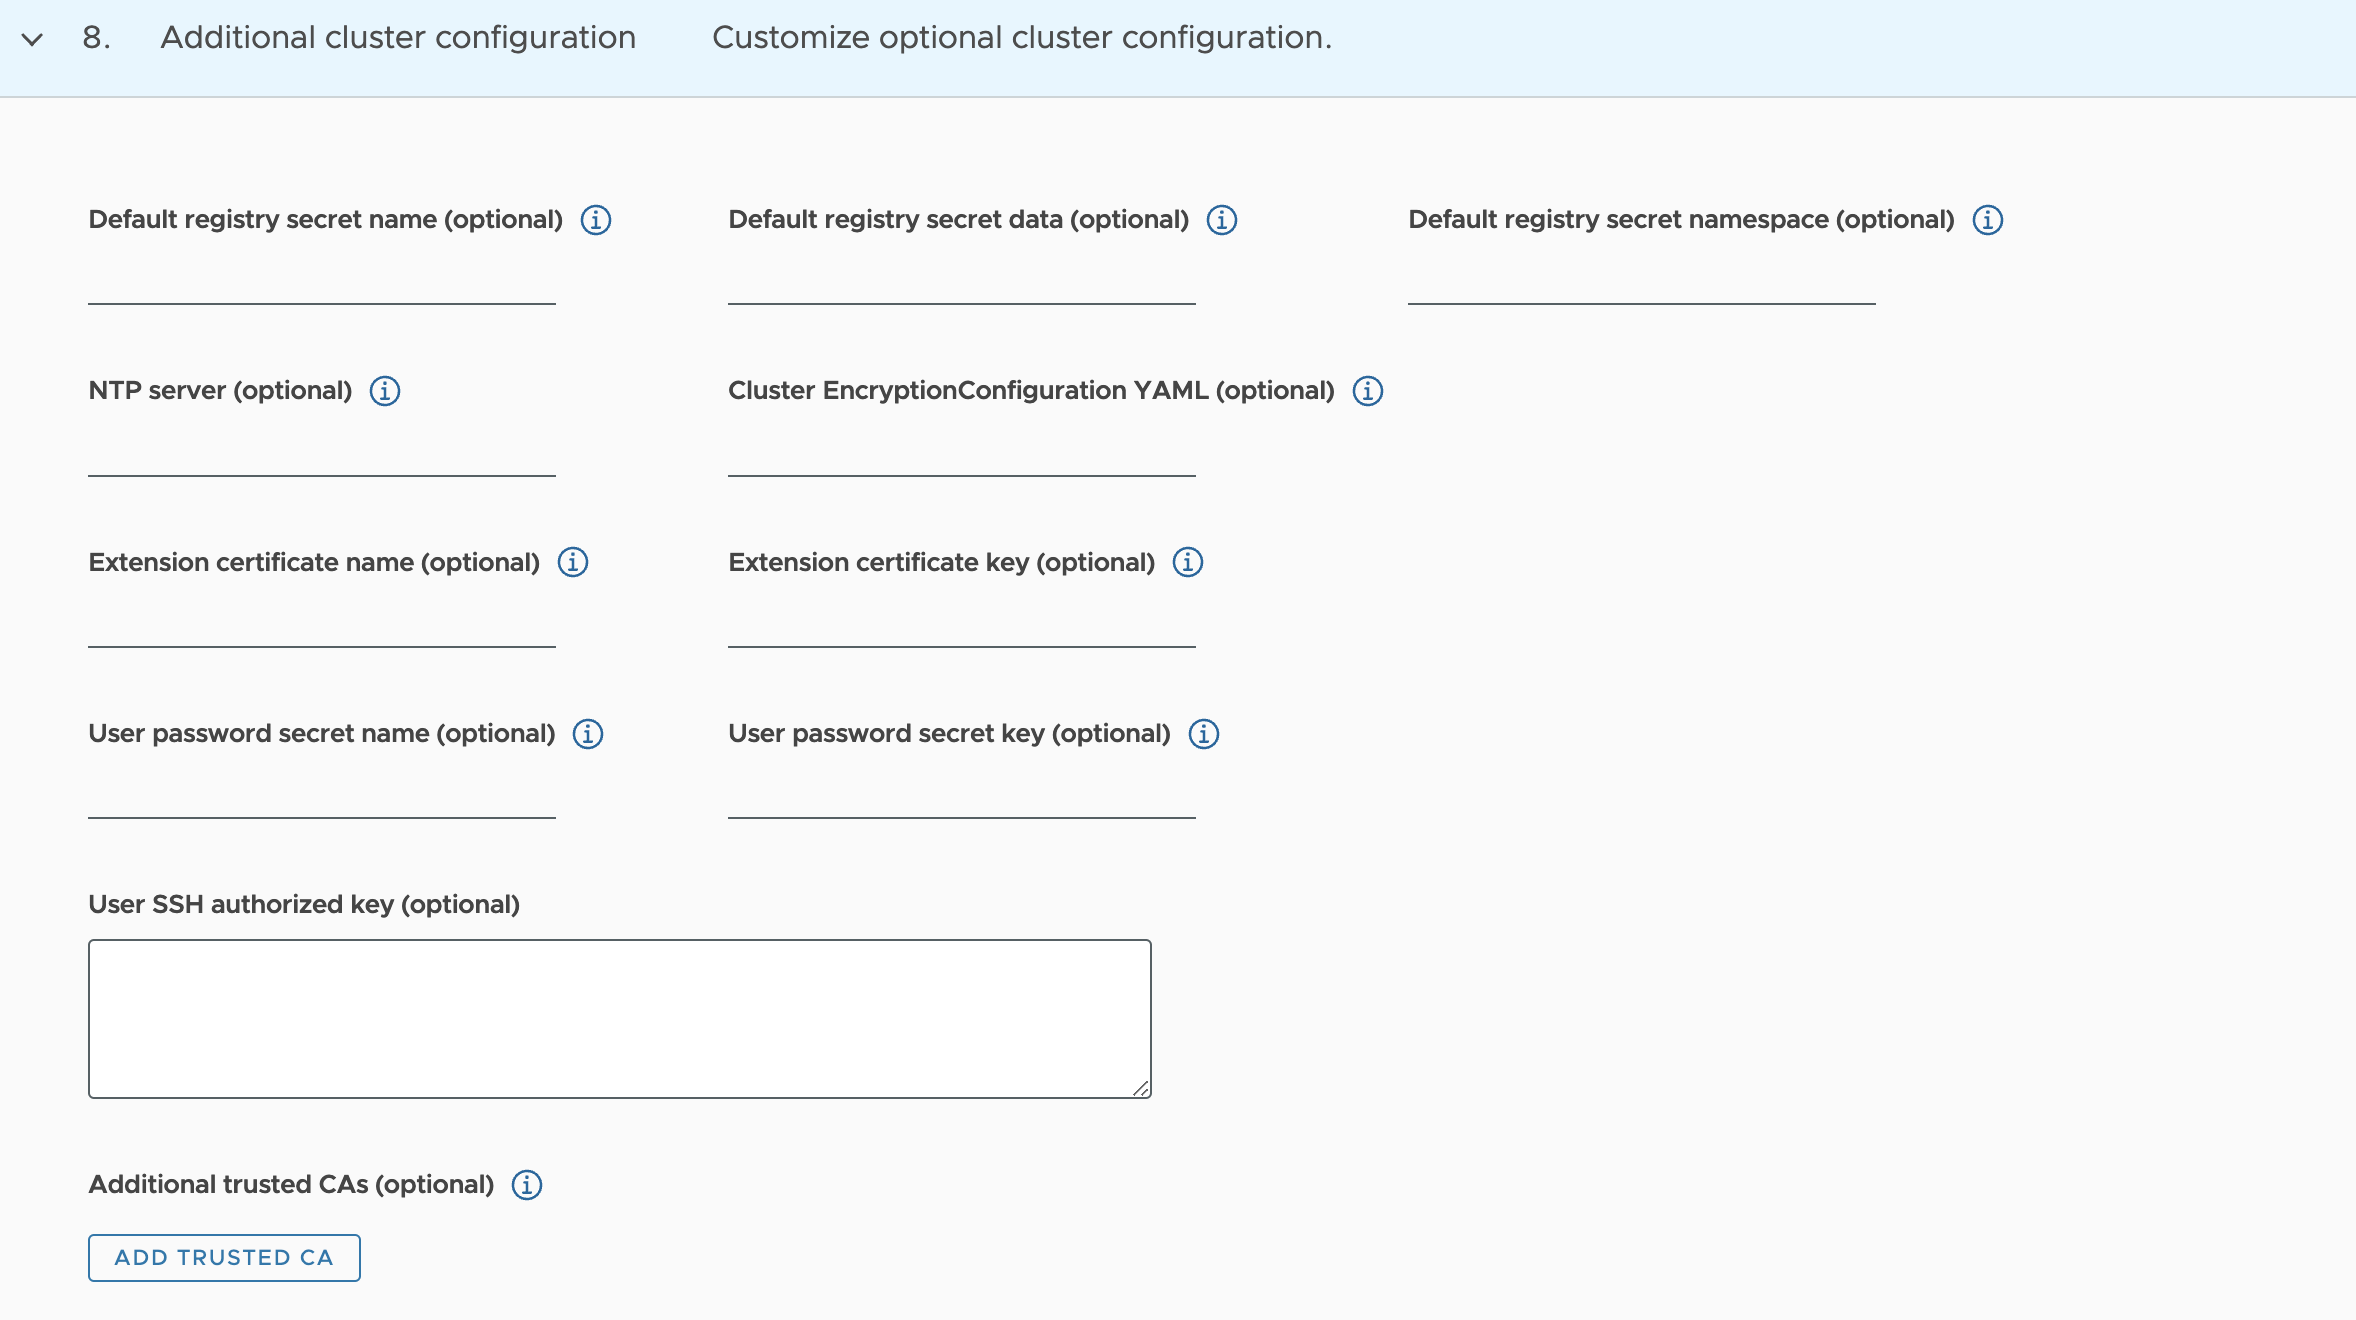 8. Additional cluster configuration Customize optional cluster configuration.
Default registry secret name (optional) Default registry secret data (optional) Default registry secret namespace (optional)
NTP server (optional) Cluster EncryptionConfiguration YAML (optional)
Extension certificate name (optional) Extension certificate key (optional)
User password secret name (optional) User password secret key (optional)
User SSH authorized key (optional)
Additional trusted CAs (optional)
ADD TRUSTED CA